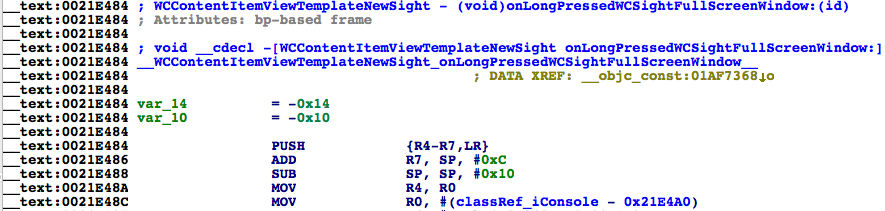 __text:0021E484 ; WCContentItemViewTemplateNewSight - (void)onLongPressedWCSightFullScreenWindow:(id)
__text:0021E484 ; Attributes: bp-based frame
__text:0021E484
__text:0021E484 ; void __cdecl -[WCContentItemViewTemplateNewSight onLongPressedWCSightFullScreenWindow:]
__text:0021E484 __WCContentItemViewTemplateNewSight_onLongPressedWCSightFullScreenWindow__
__text:0021E484 ; DATA XREF: __objc_const:01AF7368↓o
__text:0021E484
__text:0021E484 var_14 = -0x14
__text:0021E484 var_10 = -0x10
__text:0021E484
__text:0021E484 PUSH {R4-R7,LR}
__text:0021E486 ADD R7, SP, #0xC
__text:0021E488 SUB SP, SP, #0x10
__text:0021E48A MOV R4, R0
__text:0021E48C MOV R0, #(classRef_iConsole - 0x21E4A0)